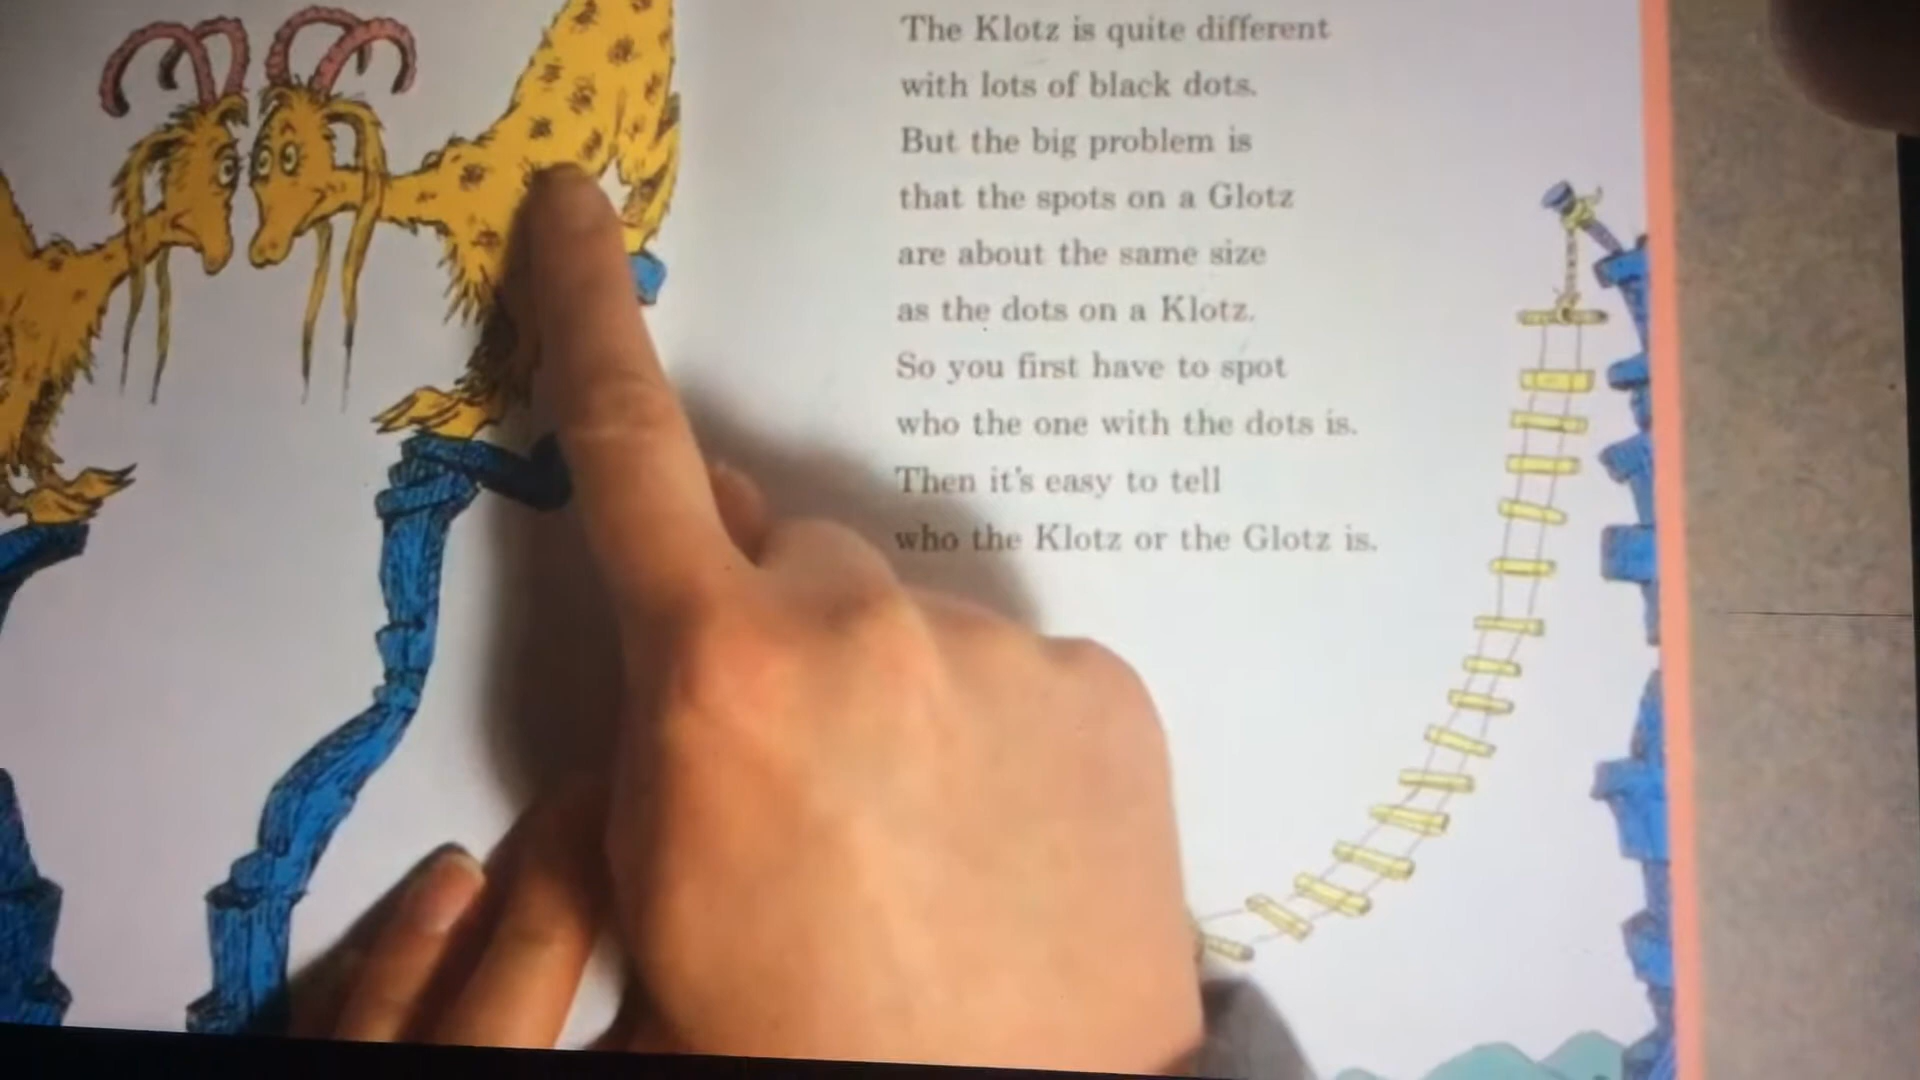 The Klotz is quite different
with lots of black dots.
But the big problem is
that the spots on a Glotz
are about the same size
as the dots on a Klotz.
So you first have to spot
who the one with the dots is.
Then it's easy to tell
who the Klotz or the Glotz is.